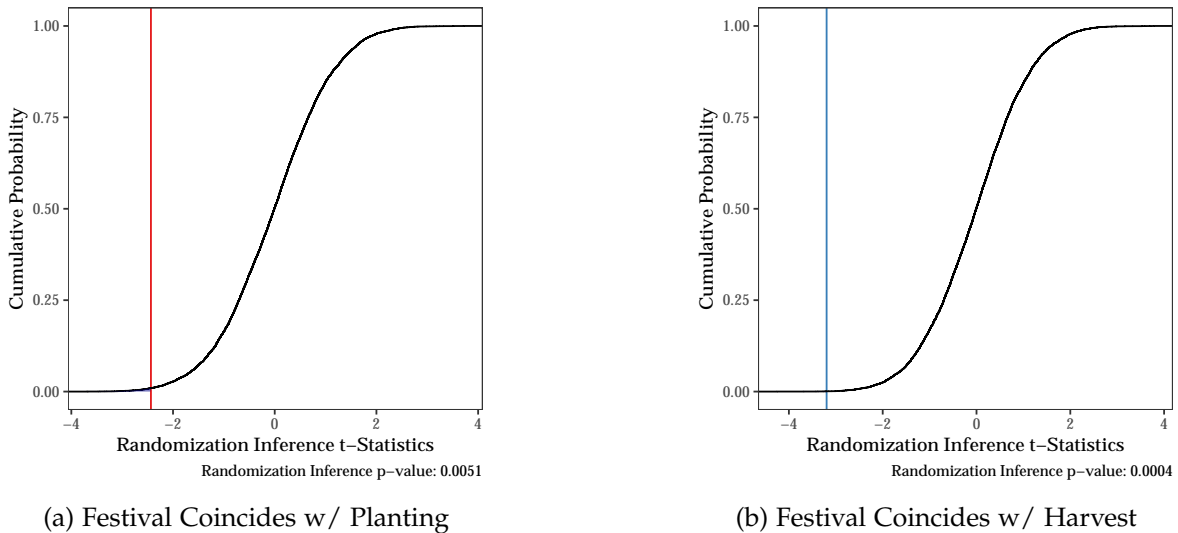 1.00
0.75
0.50
0.25
0.00
Cumulative Probability
−4 −2 0 2 4
Randomization Inference t−Statistics
Randomization Inference p−value: 0.0051
(a) Festival Coincides w/ Planting
1.00
0.75
0.50
0.25
0.00
Cumulative Probability
−4 −2 0 2 4
Randomization Inference t−Statistics
Randomization Inference p−value: 0.0004
(b) Festival Coincides w/ Harvest